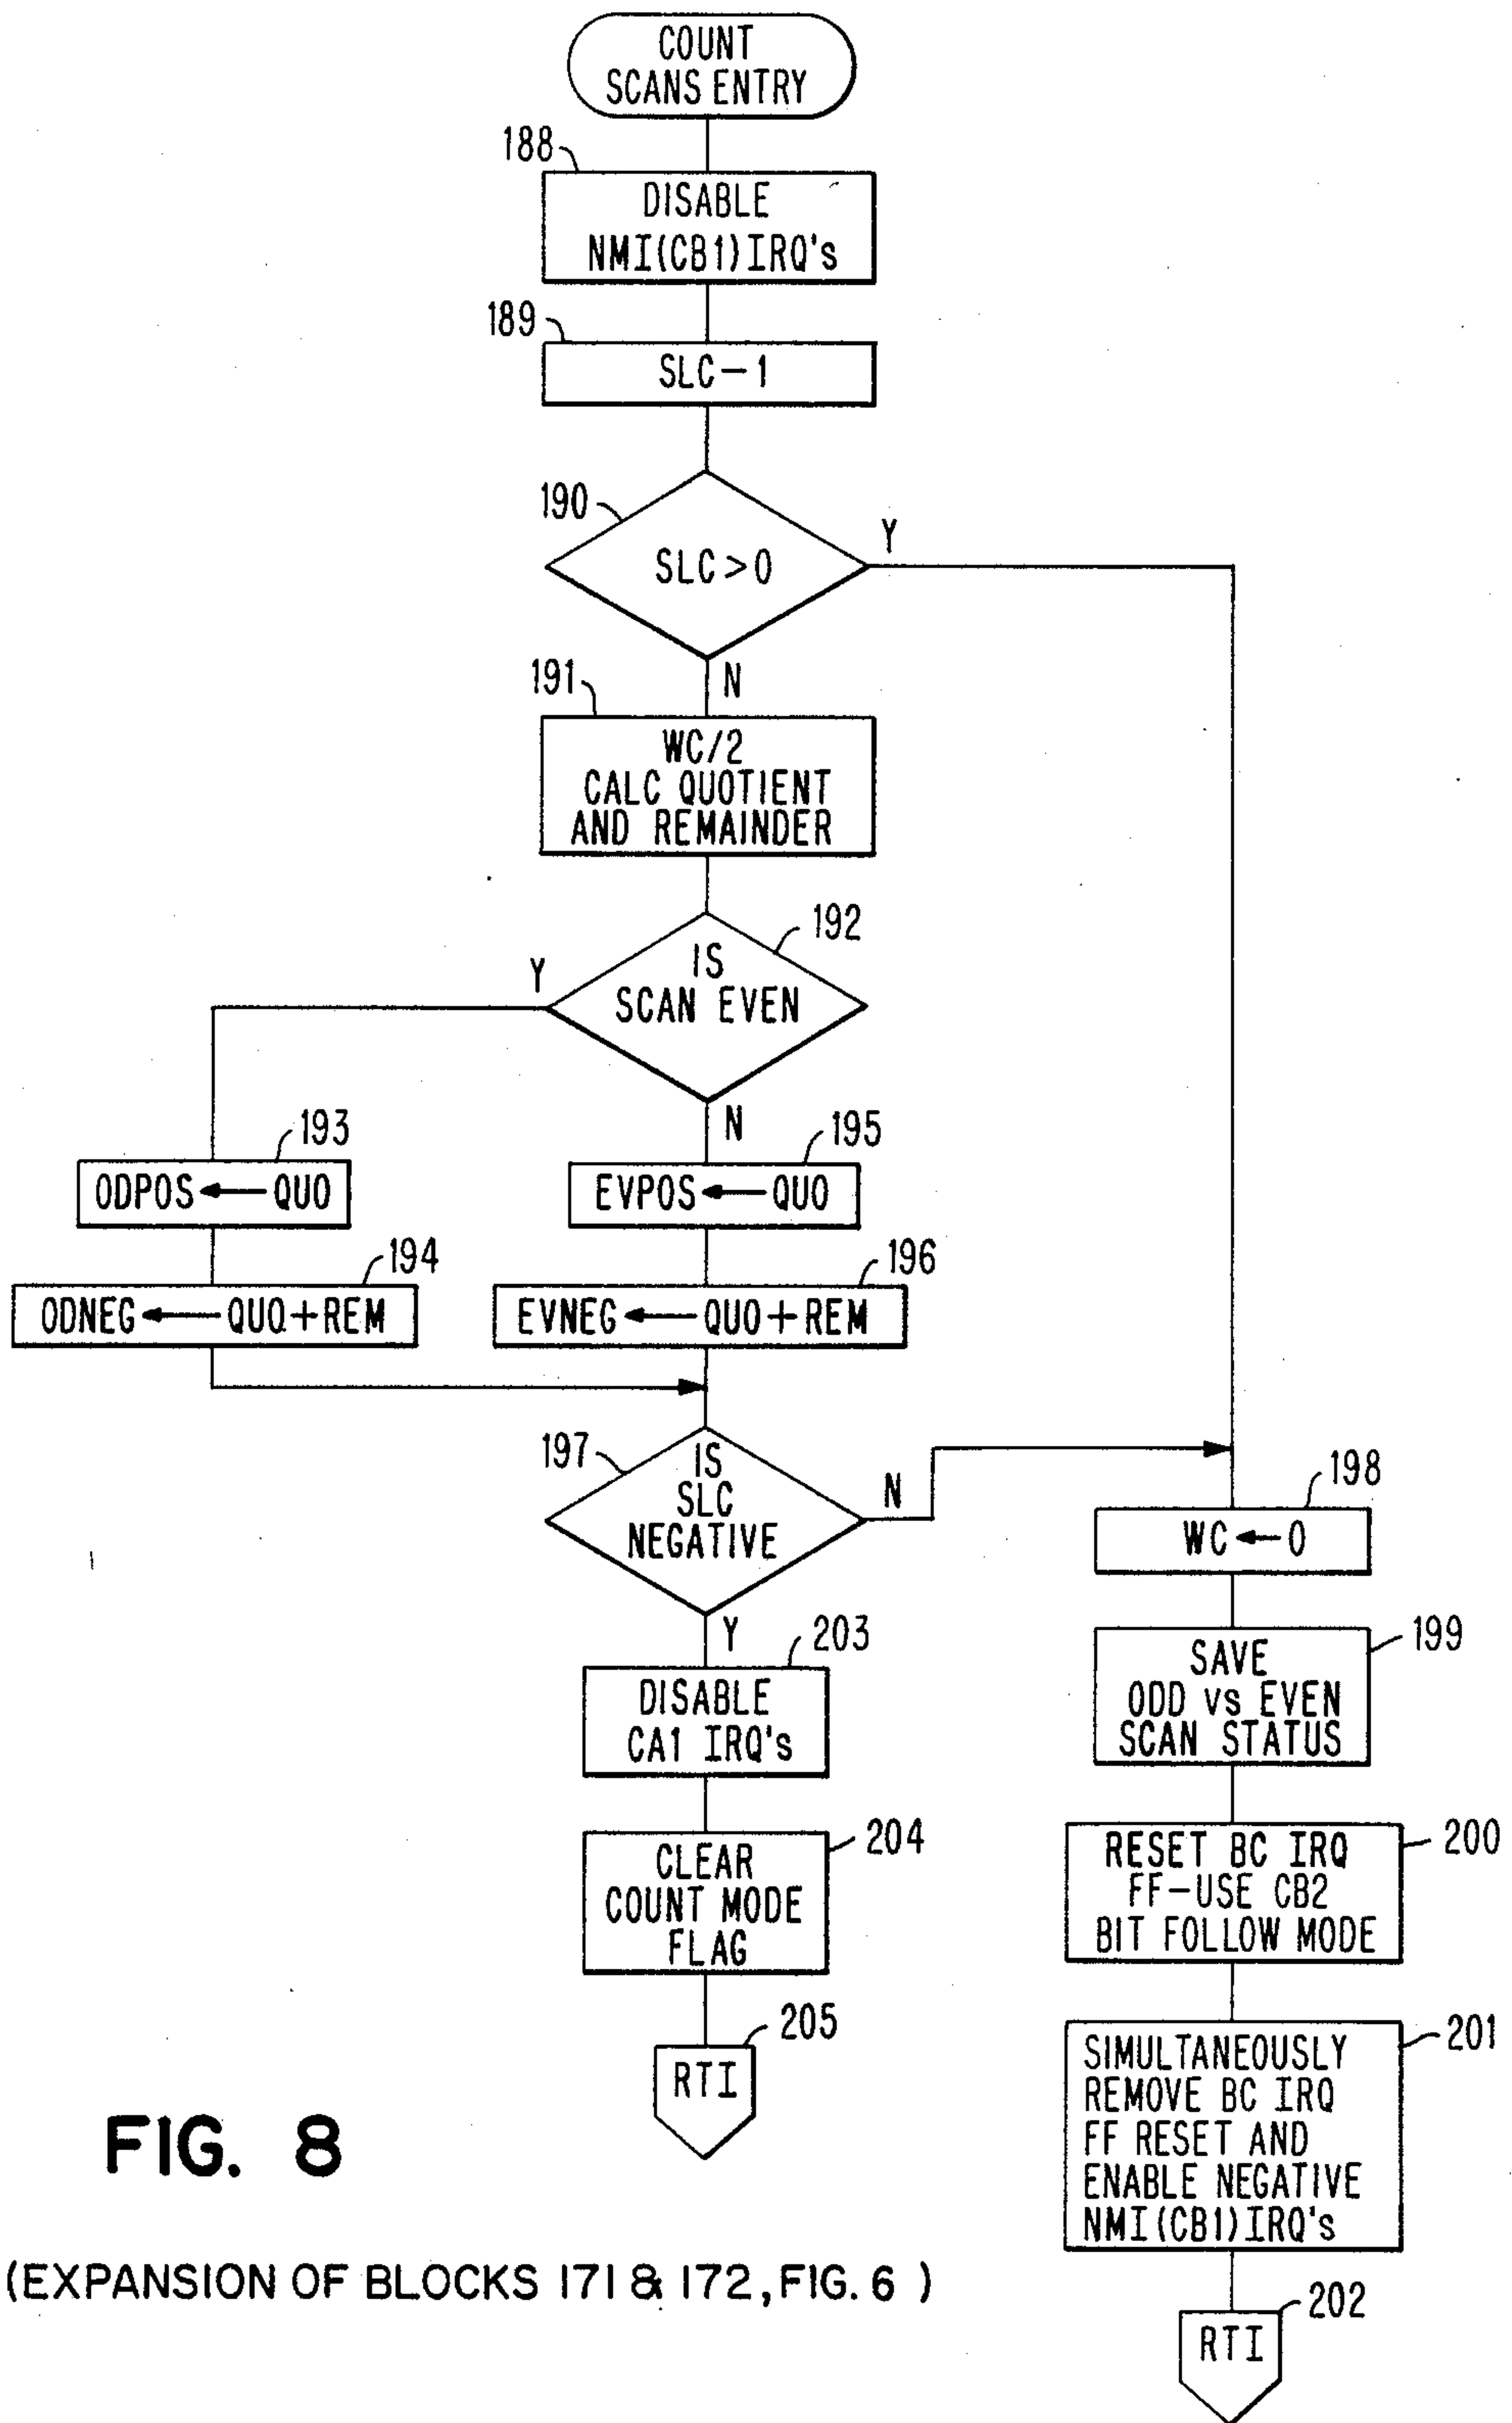 COUNT
SCANS ENTRY
188
DISABLE
NMI(CB1)IRQ's
189
SLC-1
190
SLC>0
Y
N
191
WC/2
CALC QUOTIENT
AND REMAINDER
192
IS
SCAN EVEN
Y
N
193
ODPOS←QUO
195
EVPOS←QUO
194
ODNEG←QUO+REM
196
EVNEG←QUO+REM
197
IS
SLC
NEGATIVE
N
Y
198
WC←0
199
SAVE
ODD vs EVEN
SCAN STATUS
203
DISABLE
CA1 IRQ's
204
CLEAR
COUNT MODE
FLAG
200
RESET BC IRQ
FF-USE CB2
BIT FOLLOW MODE
205
RTI
201
SIMULTANEOUSLY
REMOVE BC IRQ
FF RESET AND
ENABLE NEGATIVE
NMI(CB1)IRQ's
202
RTI
FIG. 8
(EXPANSION OF BLOCKS 171 & 172, FIG. 6 )